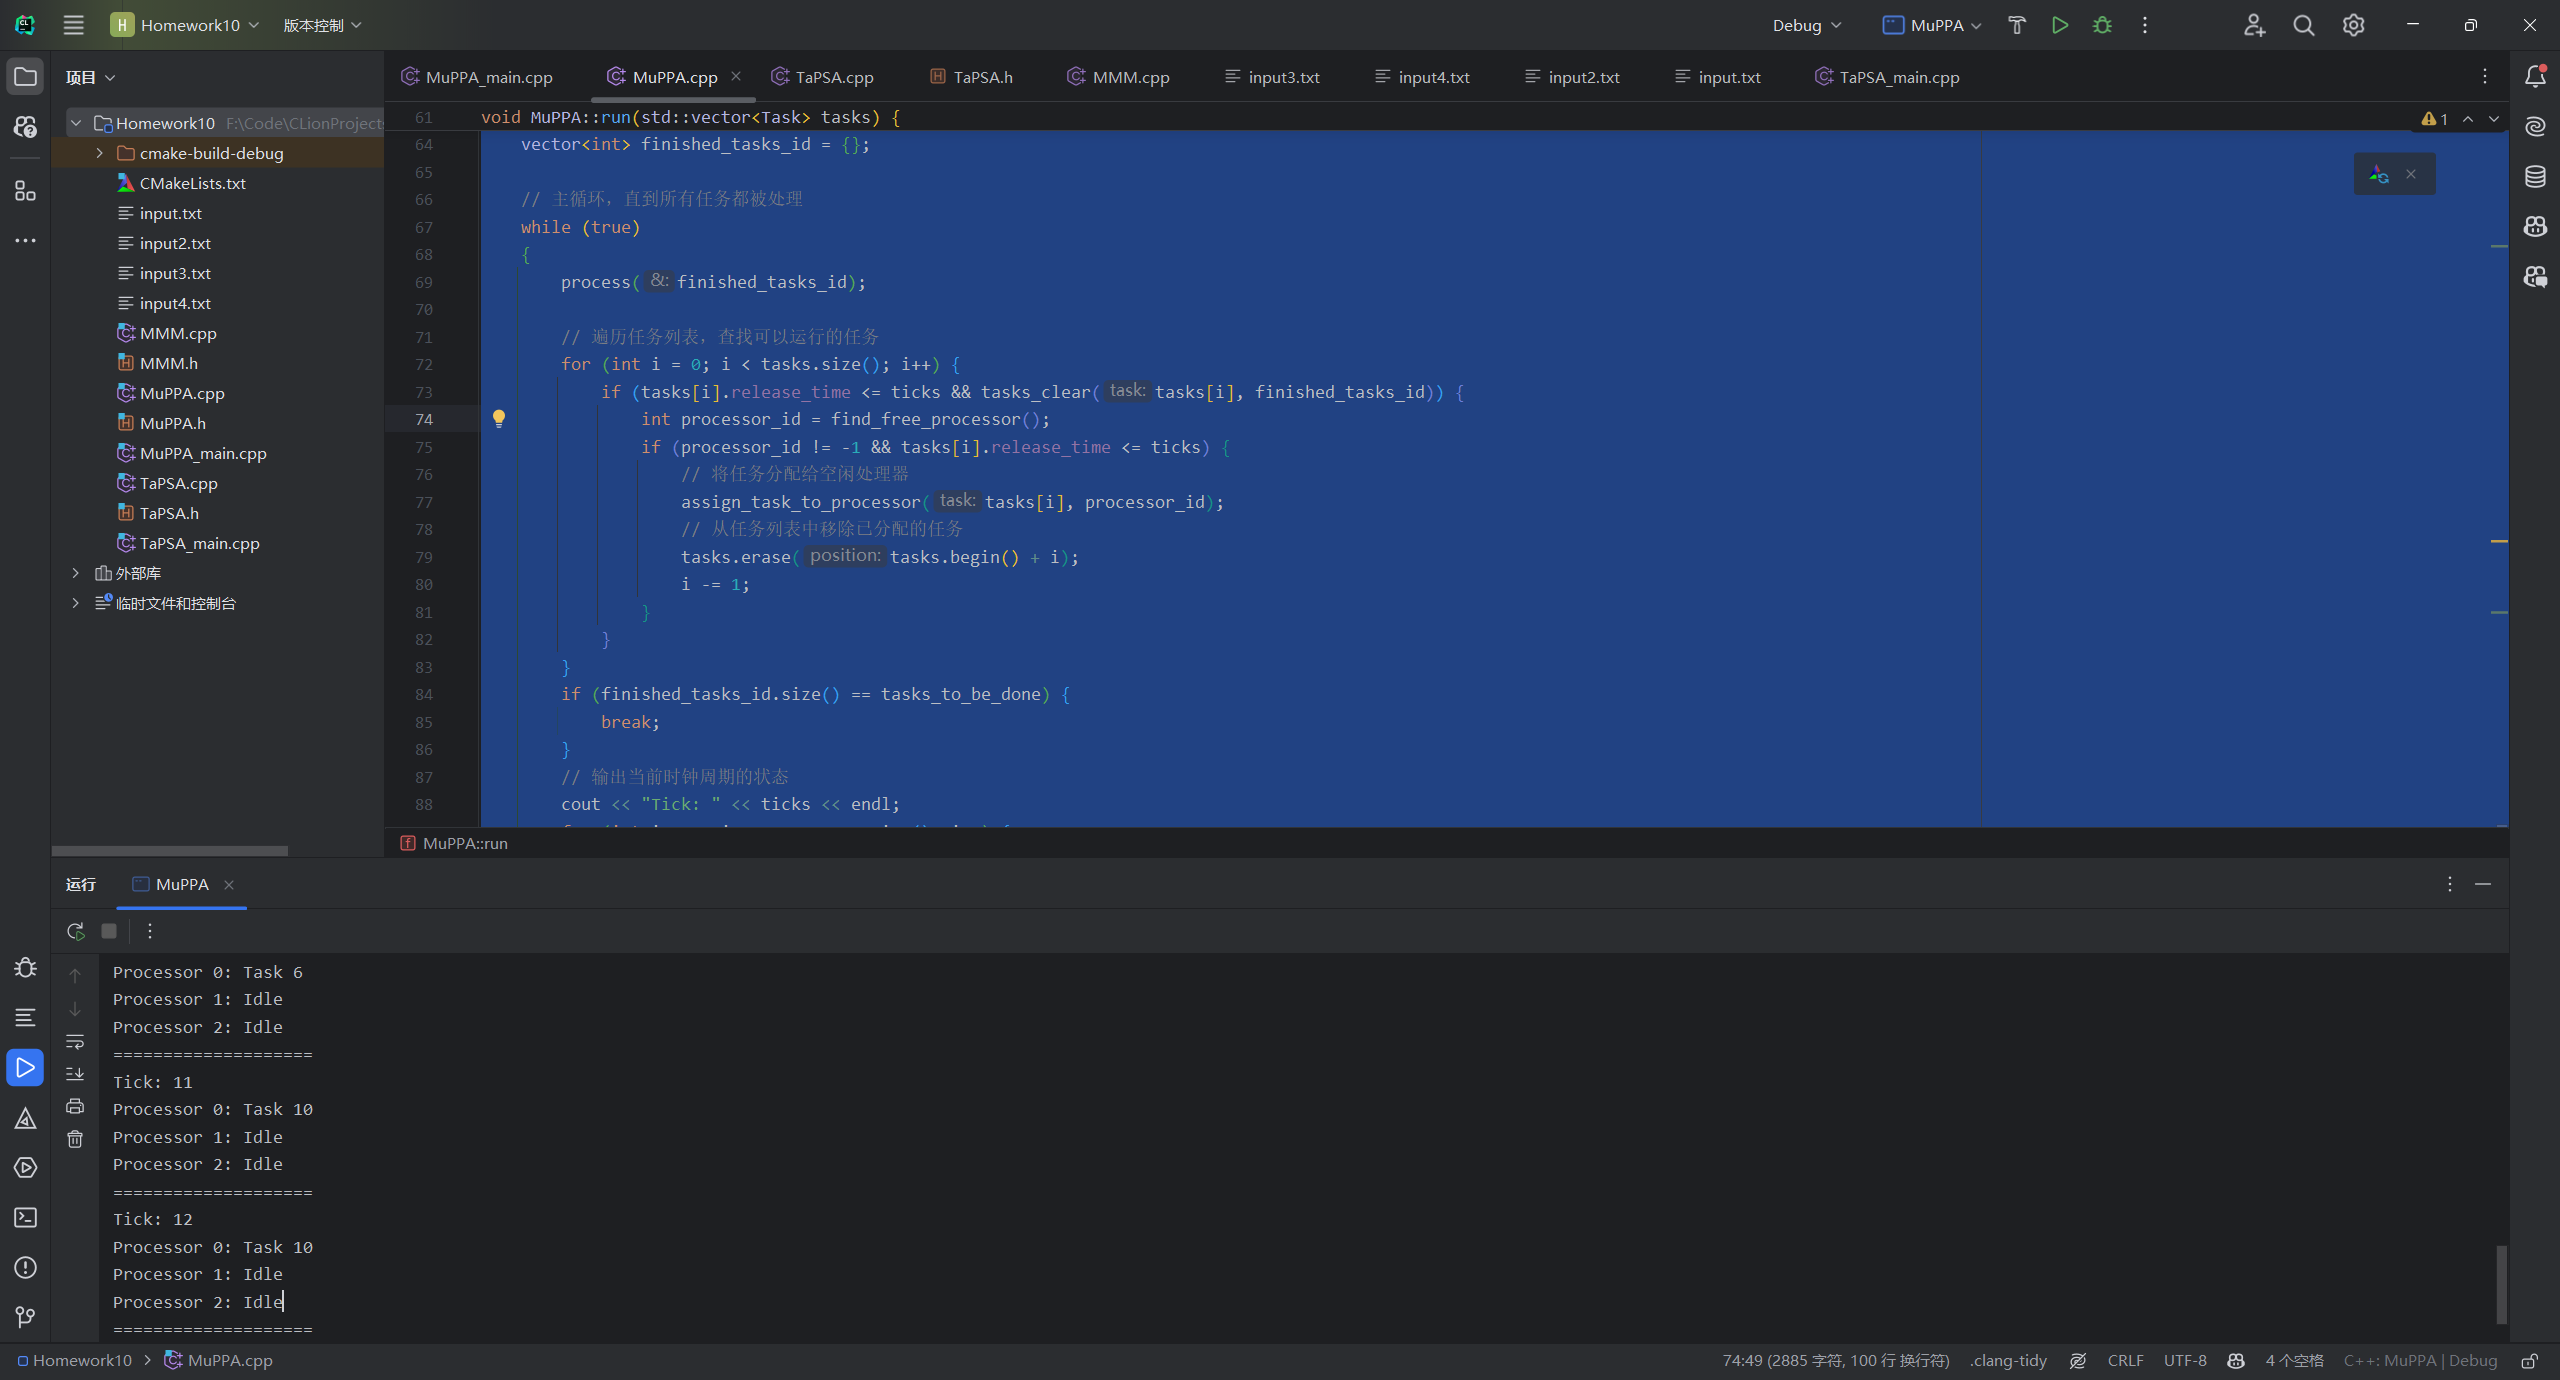 H Homework10 版本控制 Debug MuPPA
项目
MuPPA_main.cpp MuPPA.cpp TaPSA.cpp TaPSA.h MMM.cpp input3.txt input4.txt input2.txt input.txt TaPSA_main.cpp
Homework10 F:\Code\CLionProject
cmake-build-debug
CMakeLists.txt
input.txt
input2.txt
input3.txt
input4.txt
MMM.cpp
MMM.h
MuPPA.cpp
MuPPA.h
MuPPA_main.cpp
TaPSA.cpp
TaPSA.h
TaPSA_main.cpp
外部库
临时文件和控制台
61 void MuPPA::run(std::vector<Task> tasks) {
1
64 vector<int> finished_tasks_id = {};
65
66 // 主循环，直到所有任务都被处理
67 while (true)
68 {
69 process( &: finished_tasks_id);
70
71 // 遍历任务列表，查找可以运行的任务
72 for (int i = 0; i < tasks.size(); i++) {
73 if (tasks[i].release_time <= ticks && tasks_clear( task: tasks[i], finished_tasks_id)) {
74 int processor_id = find_free_processor();
75 if (processor_id != -1 && tasks[i].release_time <= ticks) {
76 // 将任务分配给空闲处理器
77 assign_task_to_processor( task: tasks[i], processor_id);
78 // 从任务列表中移除已分配的任务
79 tasks.erase( position: tasks.begin() + i);
80 i -= 1;
81 }
82 }
83 }
84 if (finished_tasks_id.size() == tasks_to_be_done) {
85 break;
86 }
87 // 输出当前时钟周期的状态
88 cout << "Tick: " << ticks << endl;
MuPPA::run
运行 MuPPA
Processor 0: Task 6
Processor 1: Idle
Processor 2: Idle
====================
Tick: 11
Processor 0: Task 10
Processor 1: Idle
Processor 2: Idle
====================
Tick: 12
Processor 0: Task 10
Processor 1: Idle
Processor 2: Idle
====================
Homework10 > MuPPA.cpp 74:49 (2885 字符, 100 行 换行符) .clang-tidy CRLF UTF-8 4 个空格 C++: MuPPA | Debug